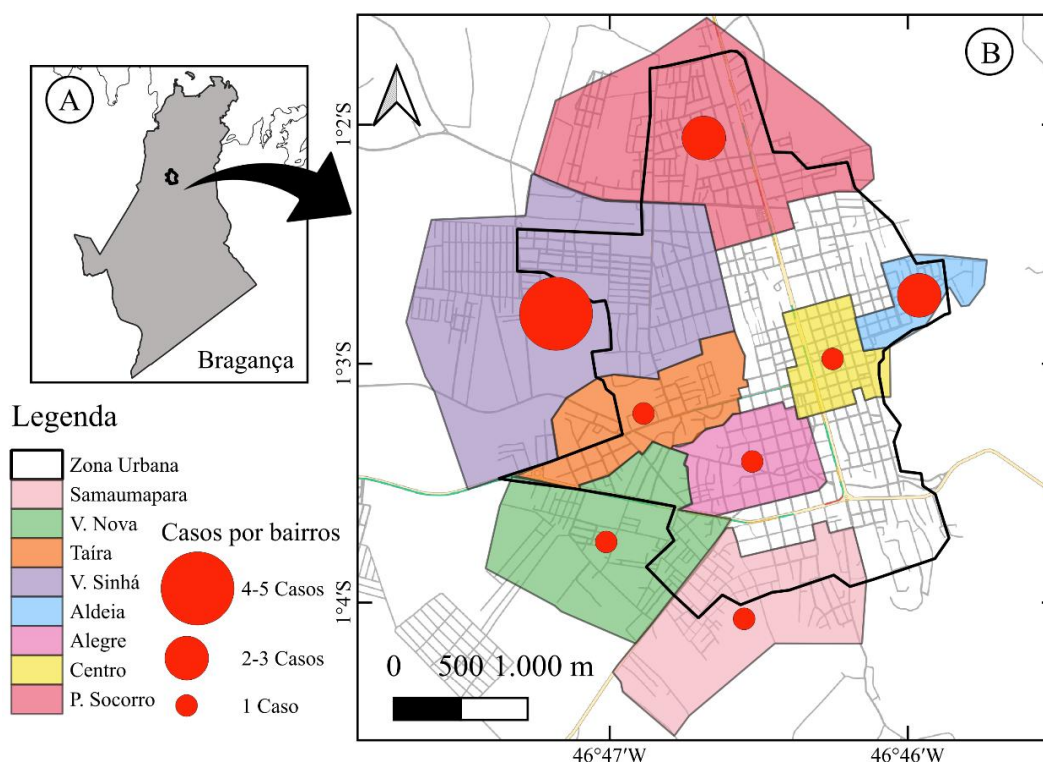 A
Bragança
B
1°2'S
1°3'S
1°4'S
46°47'W
46°46'W
0 500 1.000 m
Legenda
Zona Urbana
Samaumapara
V. Nova
Taíra
V. Sinhá
Aldeia
Alegre
Centro
P. Socorro
Casos por bairros
4-5 Casos
2-3 Casos
1 Caso